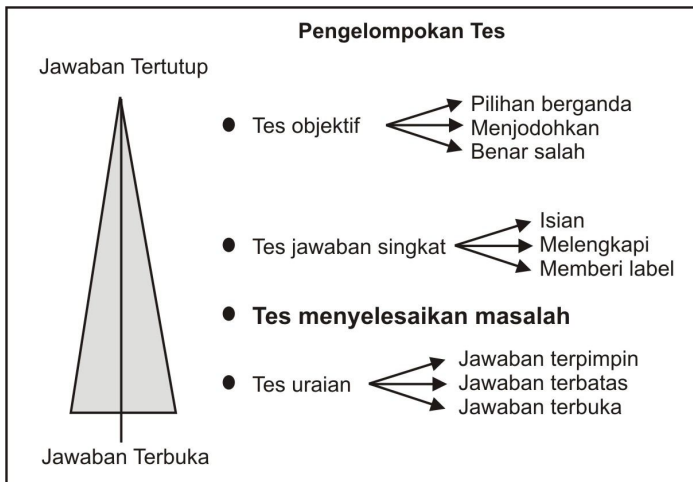 Pengelompokan Tes
Jawaban Tertutup
Tes objektif
Pilihan berganda
Menjodohkan
Benar salah
Tes jawaban singkat
Isian
Melengkapi
Memberi label
Tes menyelesaikan masalah
Tes uraian
Jawaban terpimpin
Jawaban terbatas
Jawaban terbuka
Jawaban Terbuka